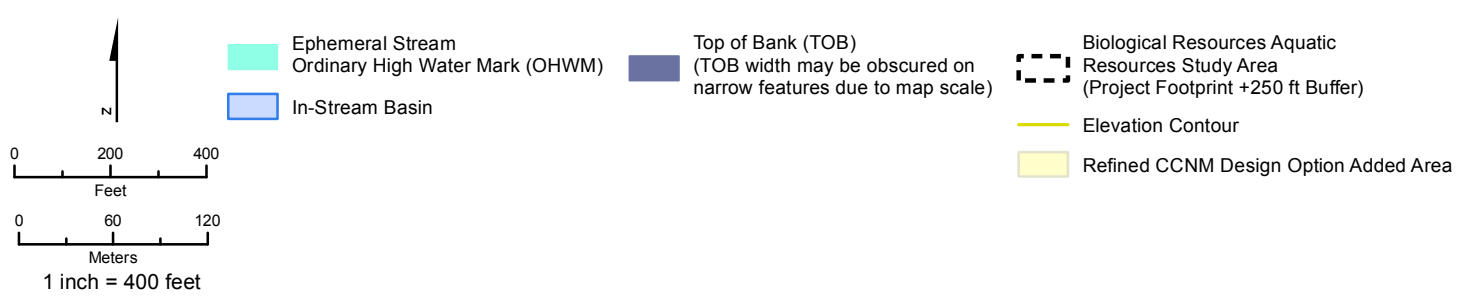 N
0 200 400
Feet
0 60 120
Meters
1 inch = 400 feet
Ephemeral Stream
Ordinary High Water Mark (OHWM)
In-Stream Basin
Top of Bank (TOB)
(TOB width may be obscured on
narrow features due to map scale)
Biological Resources Aquatic
Resources Study Area
(Project Footprint +250 ft Buffer)
Elevation Contour
Refined CCNM Design Option Added Area